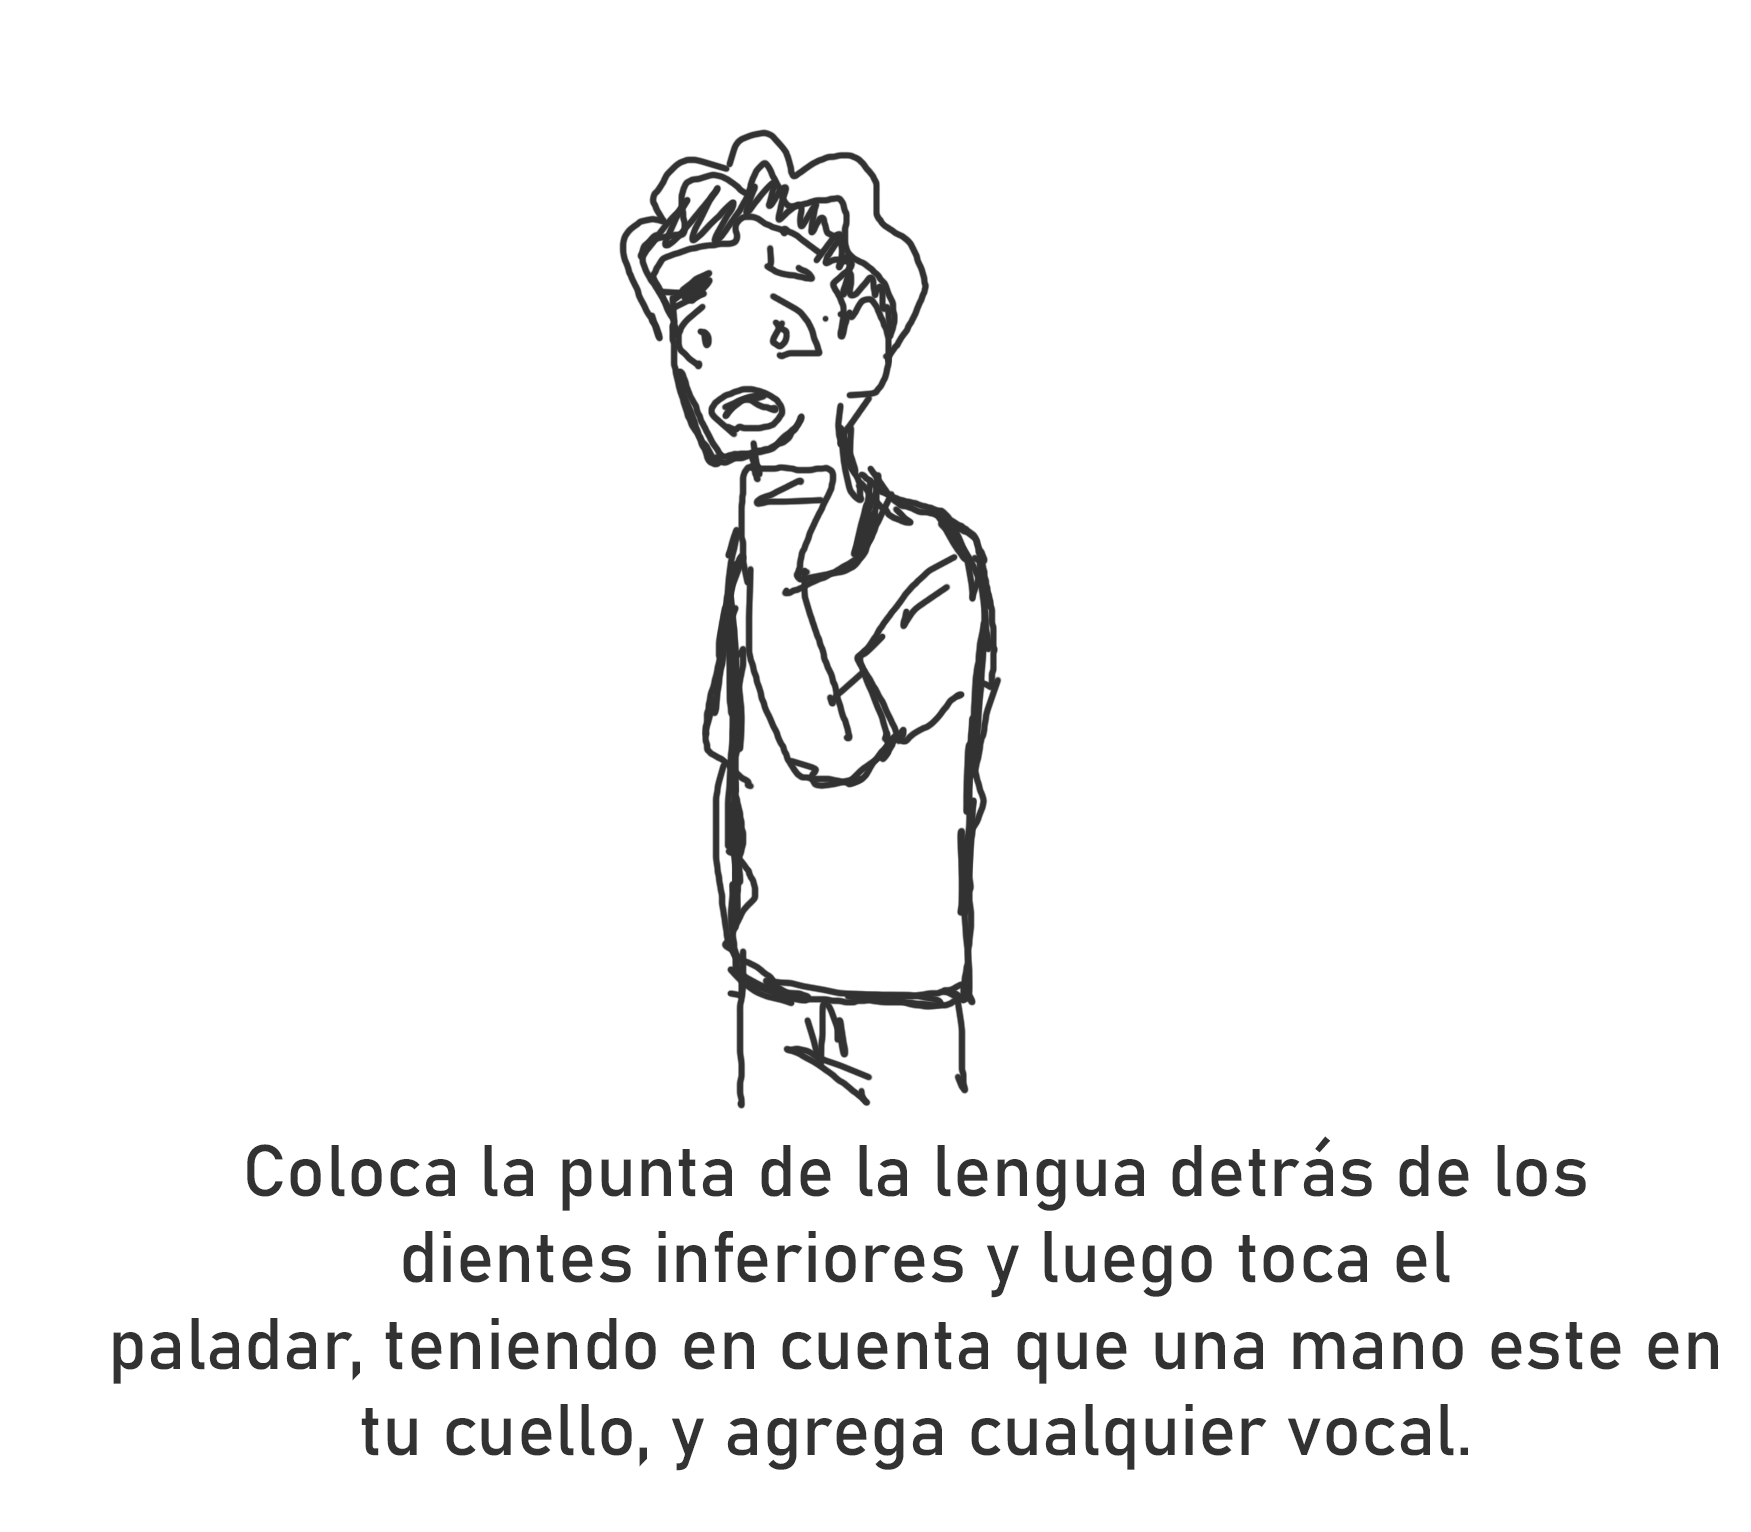 Coloca la punta de la lengua detrás de los
dientes inferiores y luego toca el
paladar, teniendo en cuenta que una mano este en
tu cuello, y agrega cualquier vocal.